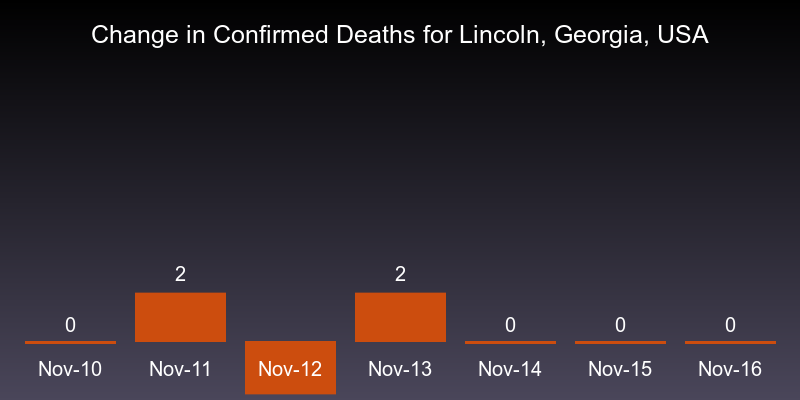 Change in Confirmed Deaths for Lincoln, Georgia, USA
0 2 2 0 0 0
Nov-10 Nov-11 Nov-12 Nov-13 Nov-14 Nov-15 Nov-16